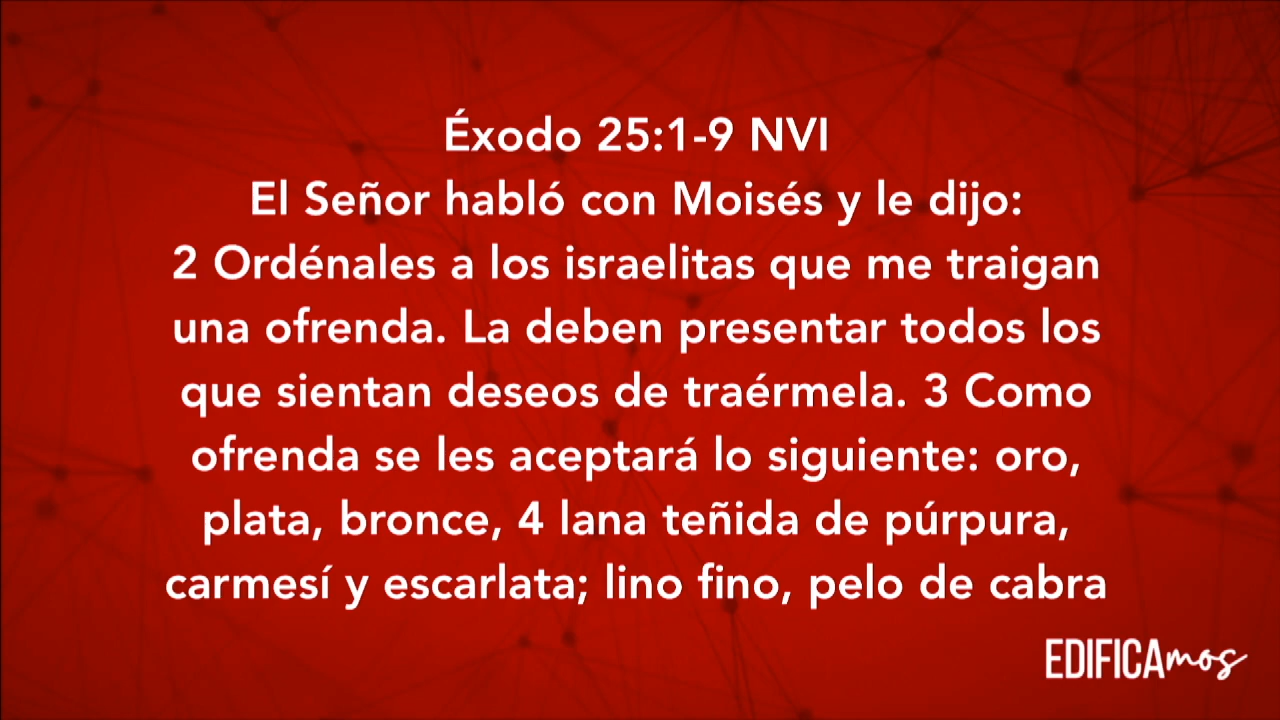 Éxodo 25:1-9 NVI
El Señor habló con Moisés y le dijo:
2 Ordénales a los israelitas que me traigan
una ofrenda. La deben presentar todos los
que sientan deseos de traérmela. 3 Como
ofrenda se les aceptará lo siguiente: oro,
plata, bronce, 4 lana teñida de púrpura,
carmesí y escarlata; lino fino, pelo de cabra
EDIFICAmos